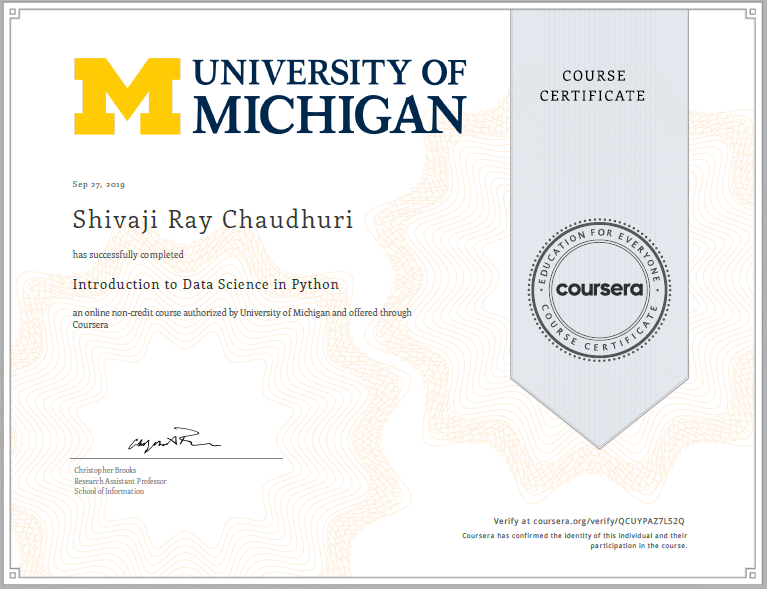 M UNIVERSITY OF
MICHIGAN
COURSE
CERTIFICATE
Sep 27, 2019
Shivaji Ray Chaudhuri
has successfully completed
Introduction to Data Science in Python
an online non-credit course authorized by University of Michigan and offered through
Coursera
EDUCATION FOR EVERYONE
coursera
COURSE CERTIFICATE
Christopher Brooks
Research Assistant Professor
School of Information
Verify at coursera.org/verify/QCUYPAZ7L52Q
Coursera has confirmed the identity of this individual and their
participation in the course.